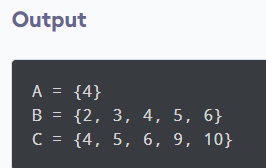 Output
A = {4}
B = {2, 3, 4, 5, 6}
C = {4, 5, 6, 9, 10}